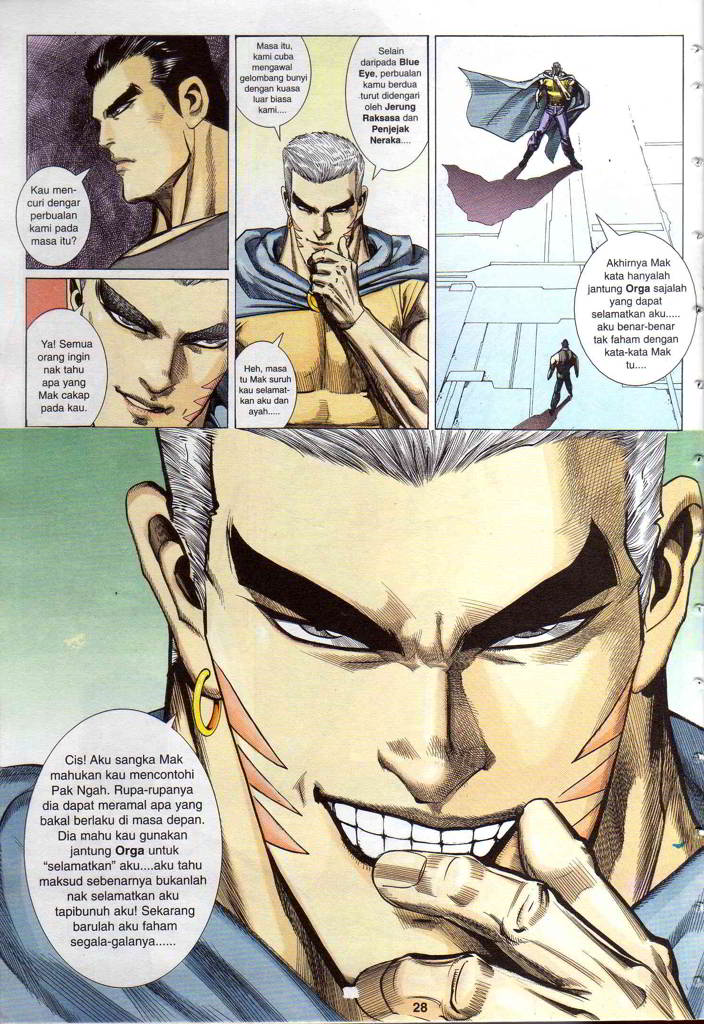 Kau men-
curi dengar
perbualan
kami pada
masa itu?
Ya! Semua
orang ingin
nak tahu
apa yang
Mak cakap
pada kau.
Masa itu,
kami cuba
mengawal
gelombang bunyi
dengan kuasa
luar biasa
kami....
Selain
daripada Blue
Eye, perbualan
kamu berdua
turut didengari
oleh Jerung
Raksasa dan
Penjejak
Neraka....
Heh, masa
tu Mak suruh
kau selamat-
kan aku dan
ayah.....
Akhirnya Mak
kata hanyalah
jantung Orga sajalah
yang dapat
selamatkan aku.....
aku benar-benar
tak faham dengan
kata-kata Mak
tu....
Cis! Aku sangka Mak
mahukan kau mencontohi
Pak Ngah. Rupa-rupanya
dia dapat meramal apa yang
bakal berlaku di masa depan.
Dia mahu kau gunakan
jantung Orga untuk
“selamatkan” aku....aku tahu
maksud sebenarnya bukanlah
nak selamatkan aku
tapibunuh aku! Sekarang
barulah aku faham
segala-galanya......
28